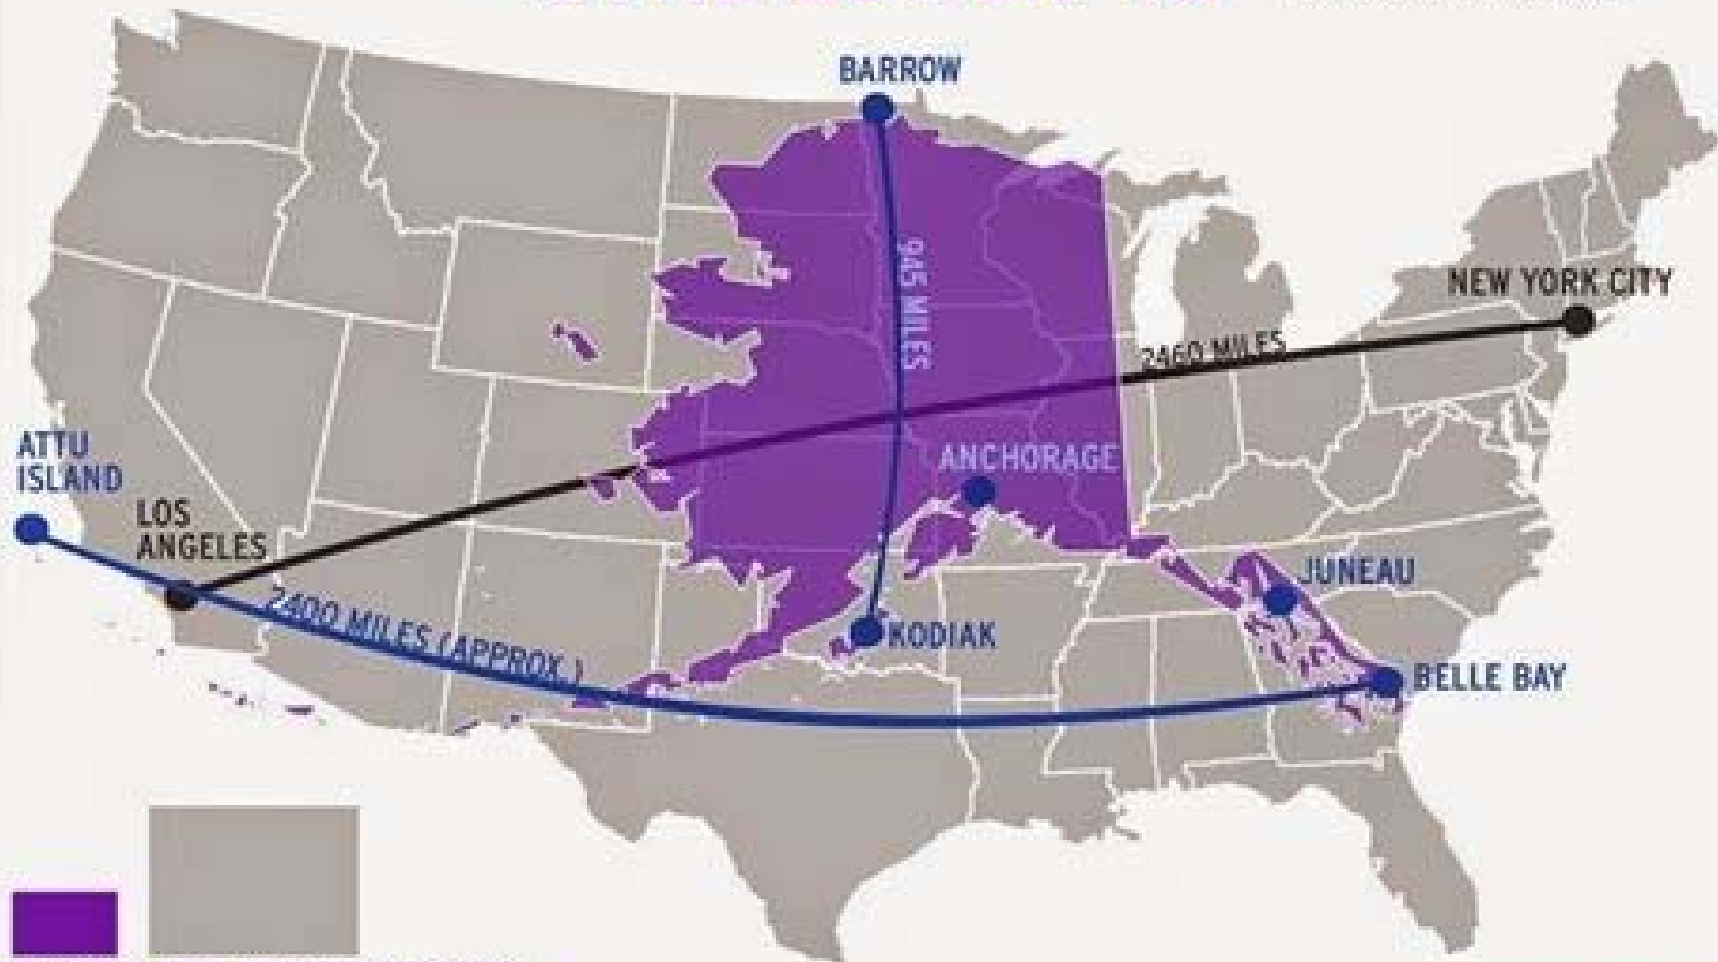 BARROW
945 MILES
NEW YORK CITY
2460 MILES
ATTU
ISLAND
ANCHORAGE
LOS
ANGELES
JUNEAU
2400 MILES (APPROX.)
KODIAK
BELLE BAY